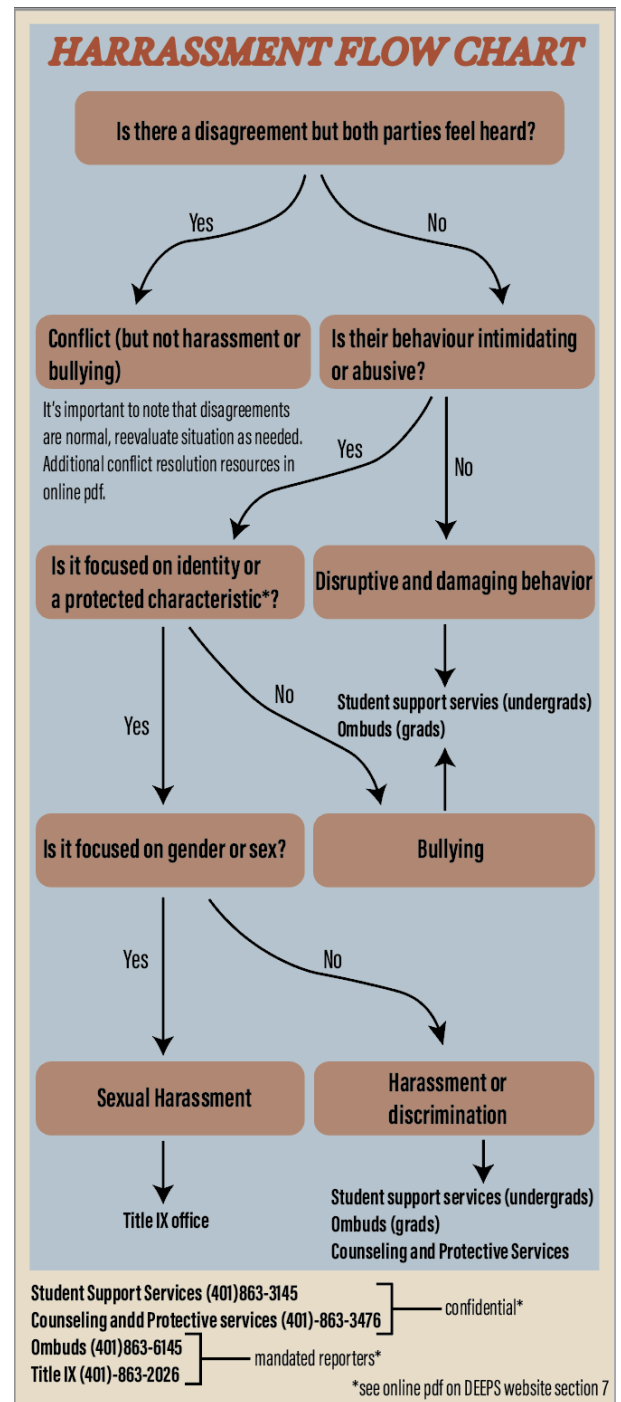 HARRASSMENT FLOW CHART
Is there a disagreement but both parties feel heard?
Yes
No
Conflict (but not harassment or
bullying)
Is their behaviour intimidating
or abusive?
It's important to note that disagreements
are normal, reevaluate situation as needed.
Additional conflict resolution resources in
online pdf.
Yes
No
Is it focused on identity or
a protected characteristic*?
Disruptive and damaging behavior
Student support servies (undergrads)
Ombuds (grads)
Yes
No
Is it focused on gender or sex?
Bullying
Yes
No
Sexual Harassment
Harassment or
discrimination
Title IX office
Student support services (undergrads)
Ombuds (grads)
Counseling and Protective Services
Student Support Services (401)863-3145
Counseling andd Protective services (401)-863-3476
confidential*
Ombuds (401)863-6145
Title IX (401)-863-2026
mandated reporters*
*see online pdf on DEEPS website section 7